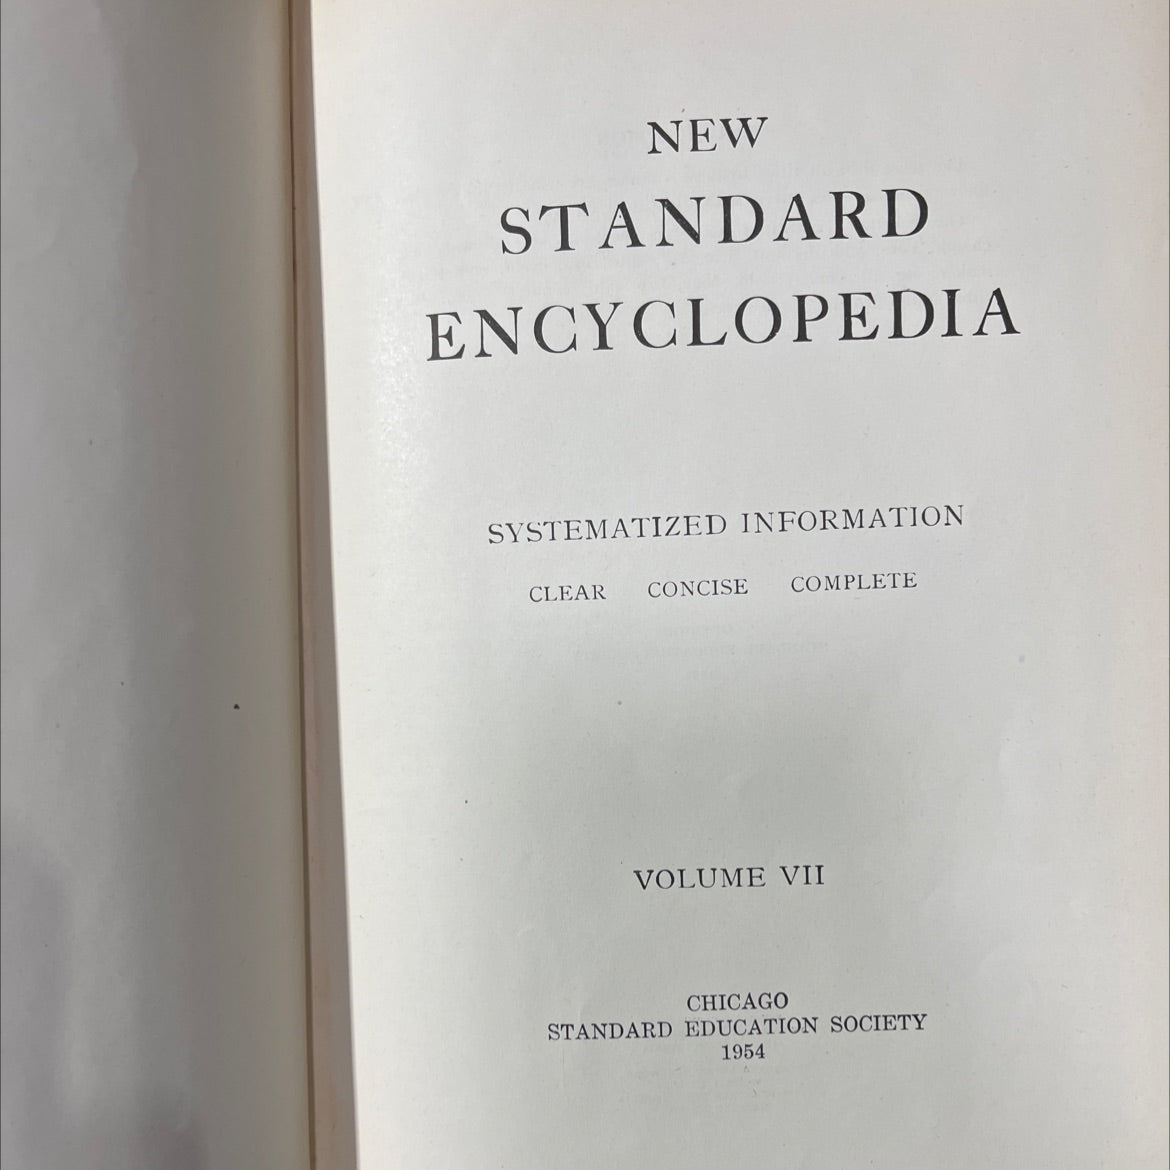 NEW
STANDARD
ENCYCLOPEDIA
SYSTEMATIZED INFORMATION
CLEAR CONCISE COMPLETE
VOLUME VII
CHICAGO
STANDARD EDUCATION SOCIETY
1954